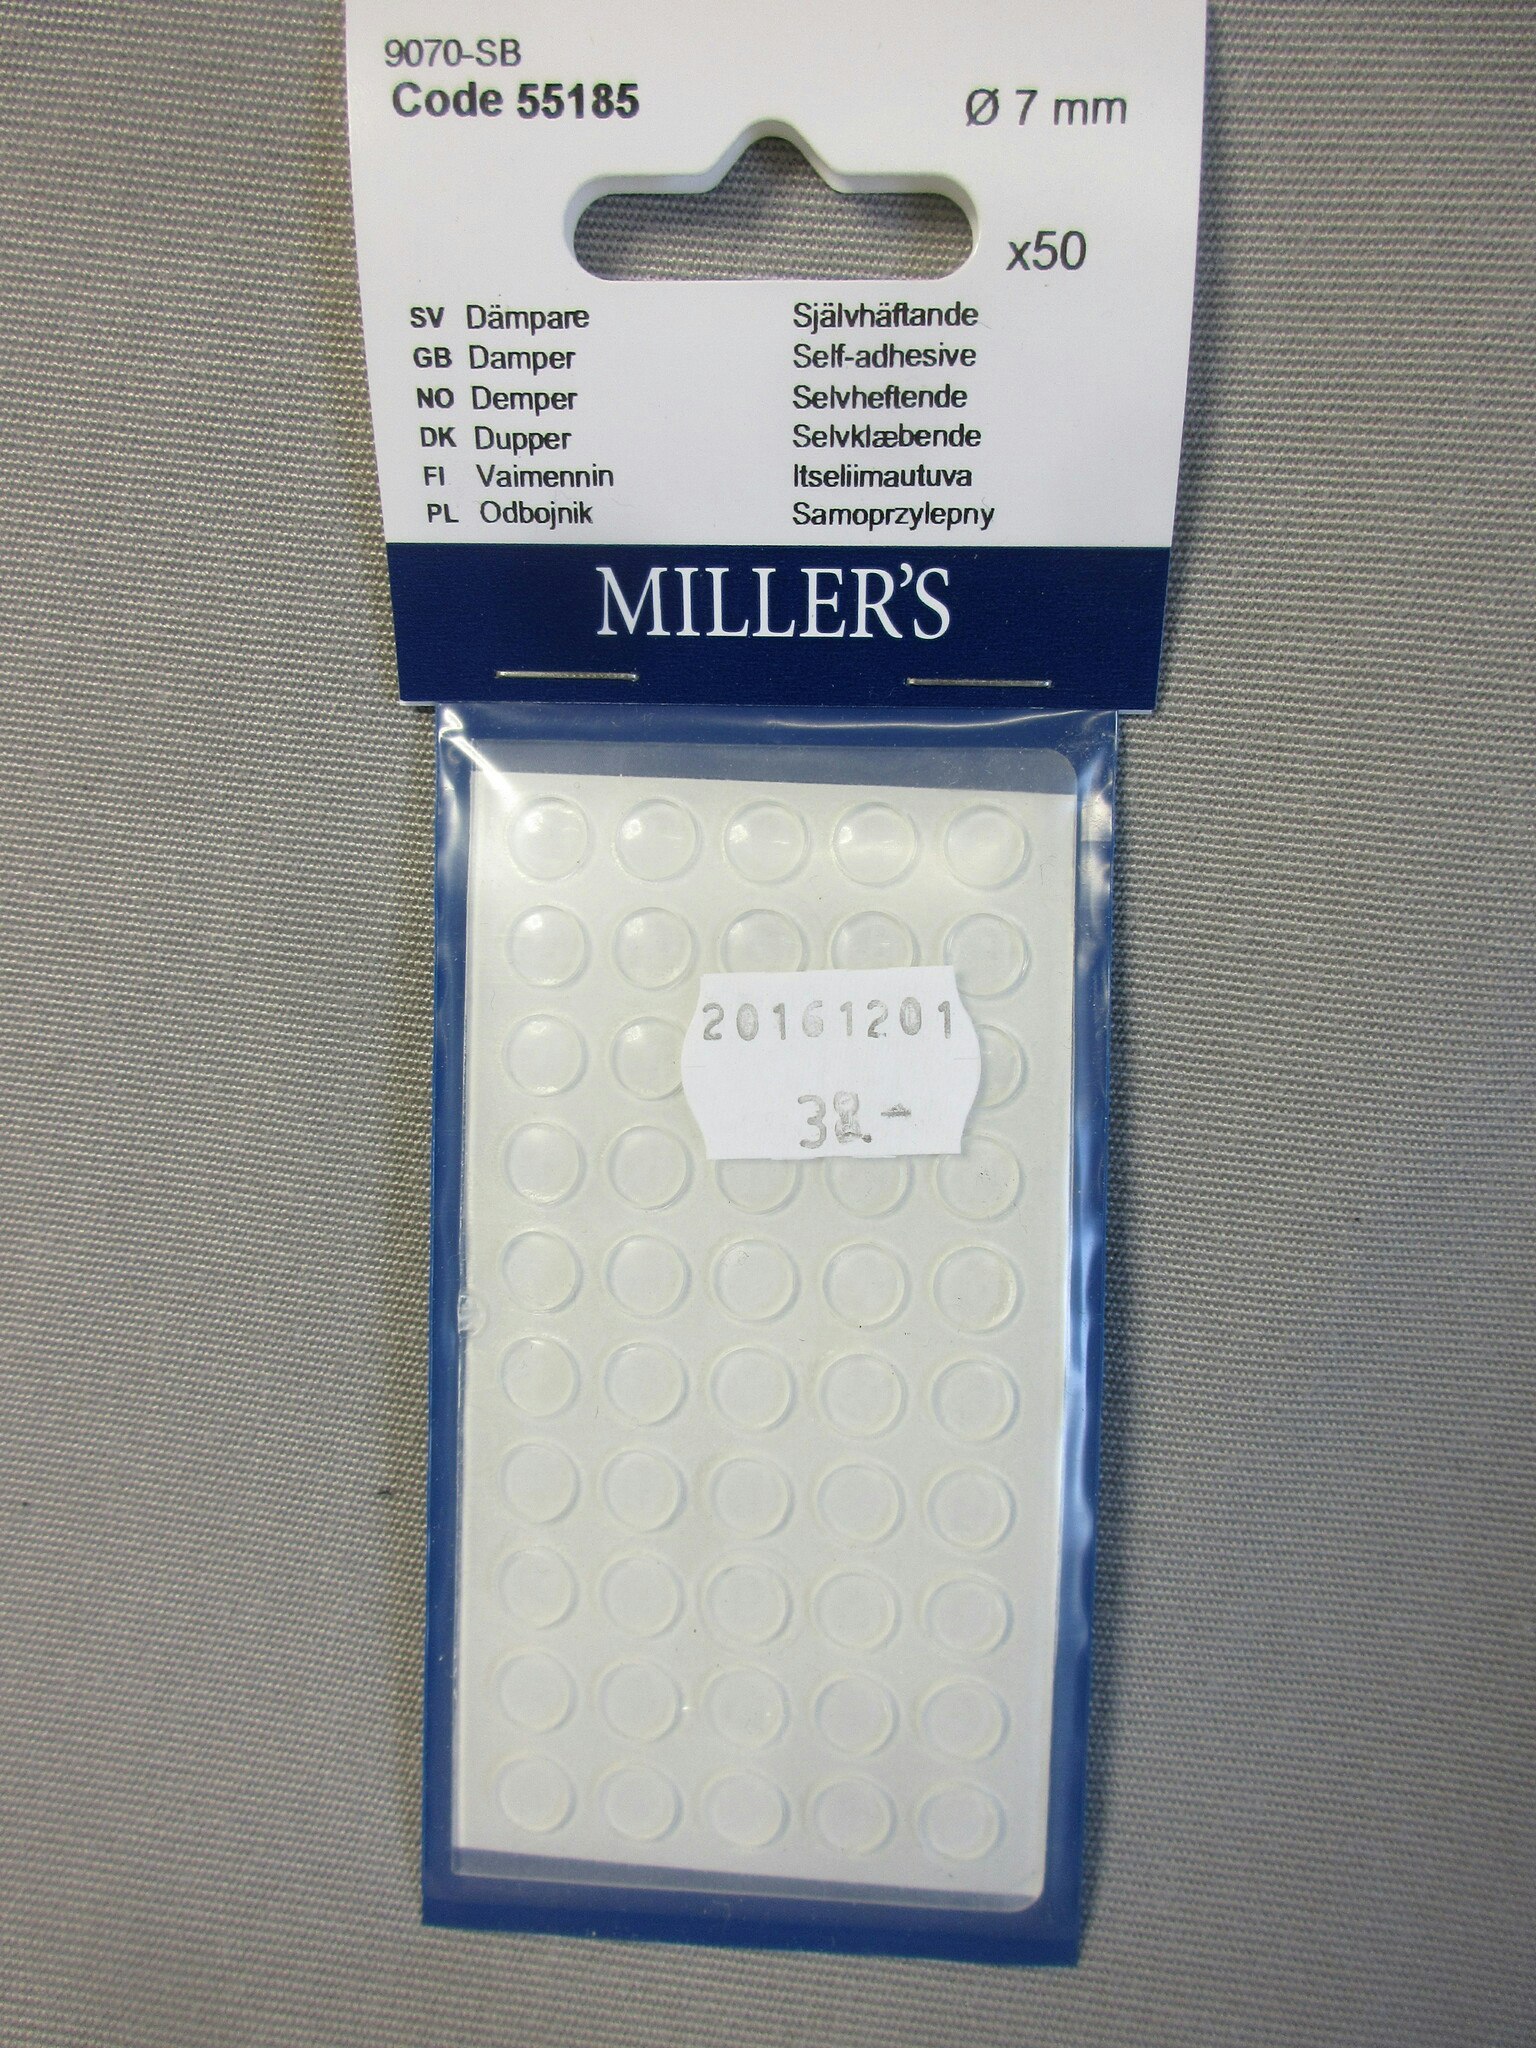 9070-SB
Code 55185
Ø 7 mm
x50
SV Dämpare Självhäftande
GB Damper Self-adhesive
NO Demper Selvheftende
DK Dupper Selvklæbende
FI Vaimennin Itseliimautuva
PL Odbojnik Samoprzylepny
MILLER'S
20161201